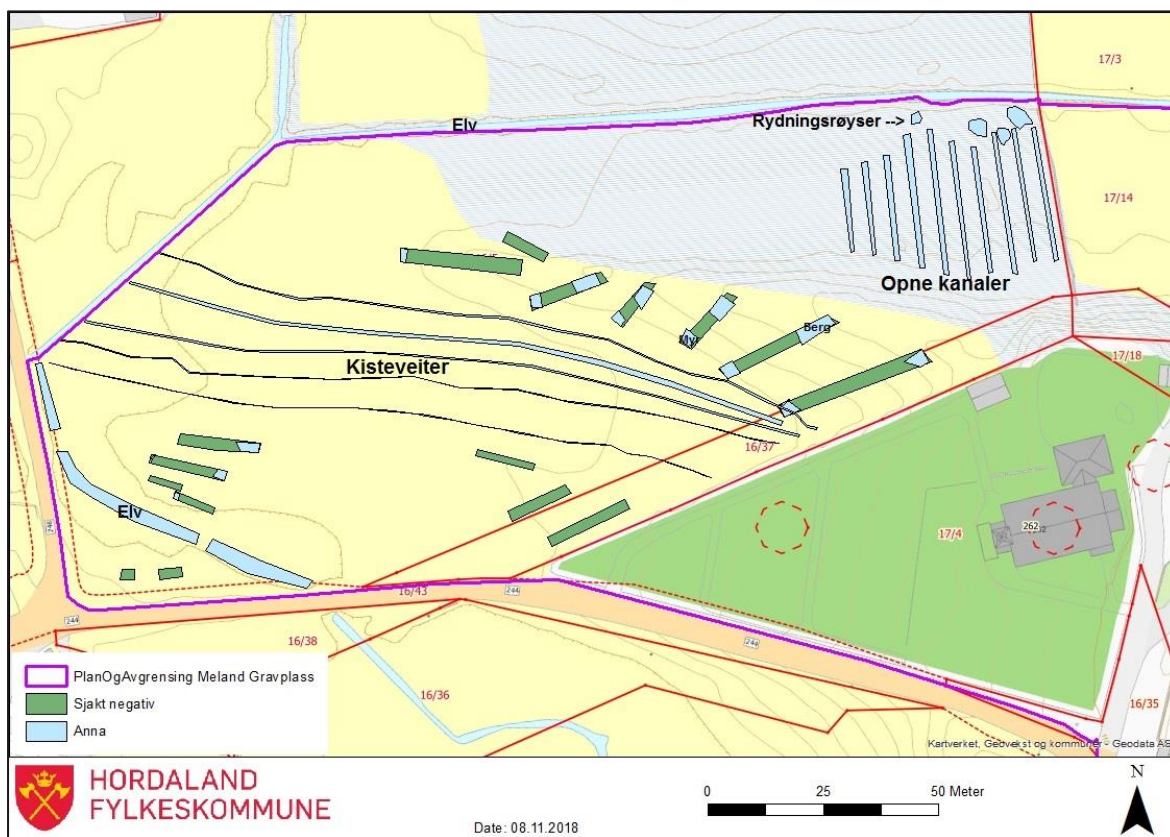 17/3
Elv
Rydningsrøyser -->
17/14
Opne kanaler
Berg
Myr
Kisteveiter
17/18
16/37
262
17/4
Elv
246
16/43
244
244
16/38
244
16/36
16/35
PlanOgAvgrensing Meland Gravplass
Sjakt negativ
Anna
Kartverket, Geovekst og kommuner - Geodata AS
HORDALAND
FYLKESKOMMUNE
0 25 50 Meter
N
Date: 08.11.2018